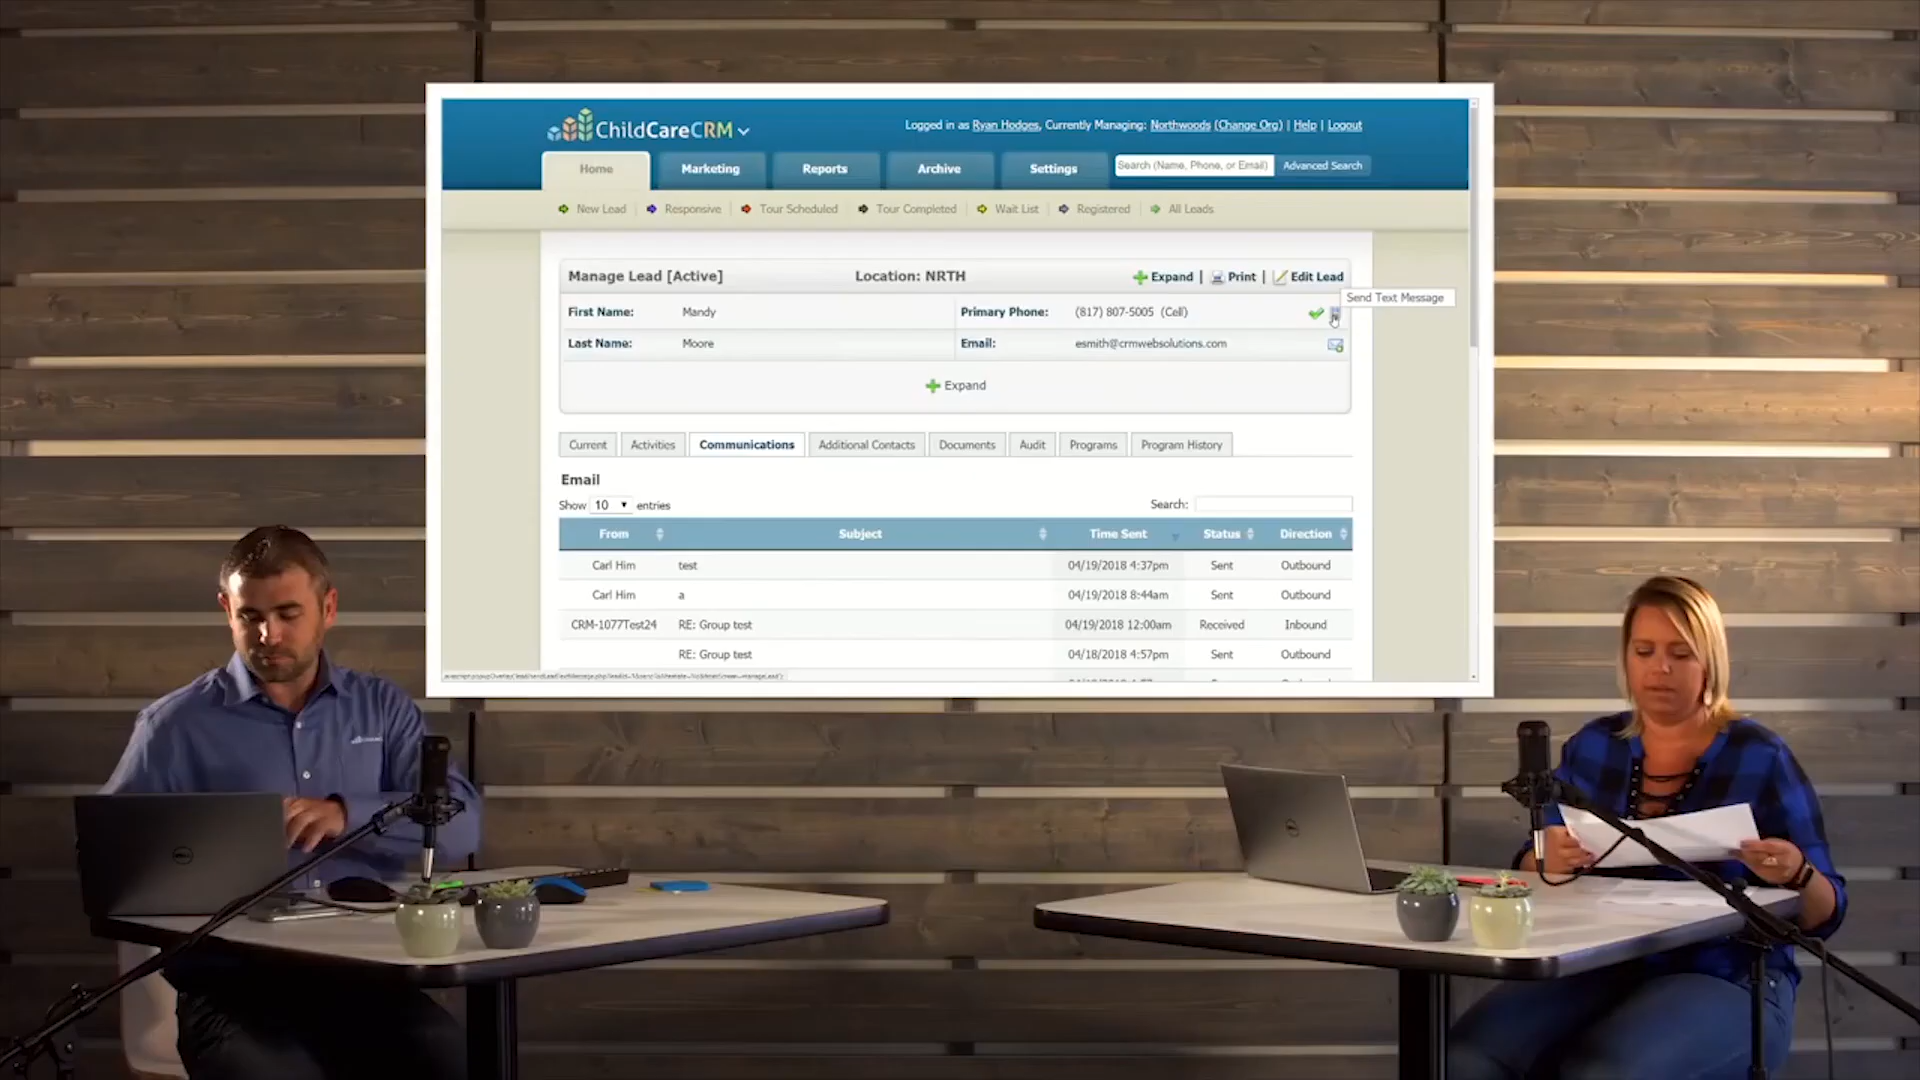 ChildCareCRM
Logged in as Ryan Hodges, Currently Managing: Northwoods (Change Org) | Help | Logout
Home
Marketing
Reports
Archive
Settings
Search (Name, Phone, or Email)
Advanced Search
New Lead
Responsive
Tour Scheduled
Tour Completed
Wait List
Registered
All Leads
Manage Lead [Active]
Location: NRTH
Expand | Print | Edit Lead
Send Text Message
First Name: Mandy
Primary Phone: (817) 807-5005 (Cell)
Last Name: Moore
Email: esmith@crmwebsolutions.com
Expand
Current
Activities
Communications
Additional Contacts
Documents
Audit
Programs
Program History
Email
Show 10 entries
Search:
From Subject Time Sent Status Direction
Carl Him test 04/19/2018 4:37pm Sent Outbound
Carl Him a 04/19/2018 8:44am Sent Outbound
CRM-1077Test24 RE: Group test 04/19/2018 12:00am Received Inbound
RE: Group test 04/18/2018 4:57pm Sent Outbound
DELL